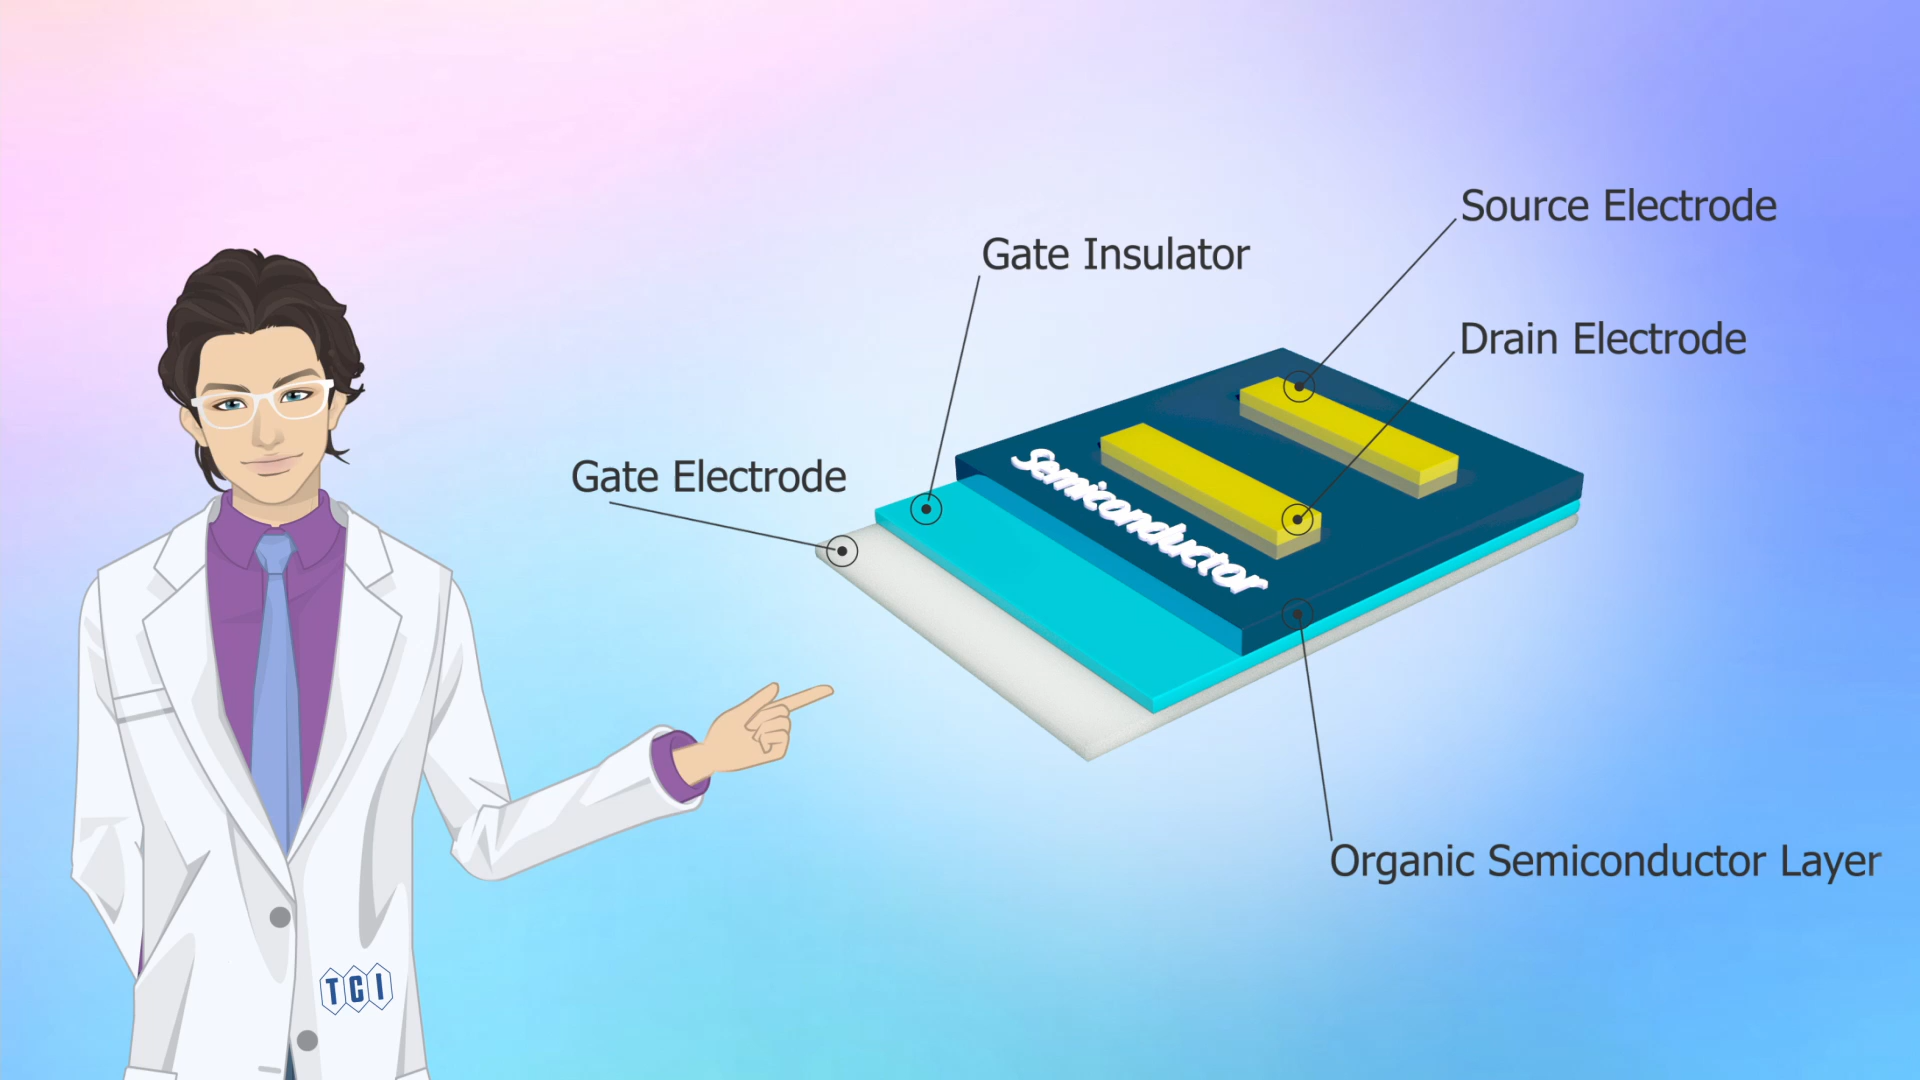 Source Electrode
Gate Insulator
Drain Electrode
Gate Electrode
Semiconductor
Organic Semiconductor Layer
TCI